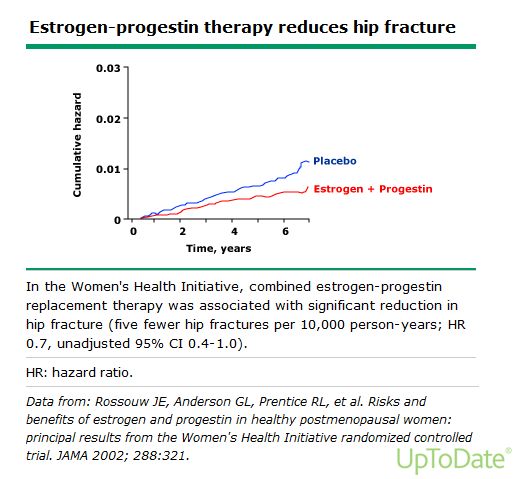 Estrogen-progestin therapy reduces hip fracture
0.03
0.02
0.01
0
Cumulative hazard
Placebo
Estrogen + Progestin
0 2 4 6
Time, years
In the Women's Health Initiative, combined estrogen-progestin
replacement therapy was associated with significant reduction in
hip fracture (five fewer hip fractures per 10,000 person-years; HR
0.7, unadjusted 95% CI 0.4-1.0).
HR: hazard ratio.
Data from: Rossouw JE, Anderson GL, Prentice RL, et al. Risks and
benefits of estrogen and progestin in healthy postmenopausal women:
principal results from the Women's Health Initiative randomized controlled
trial. JAMA 2002; 288:321.
UpToDate®